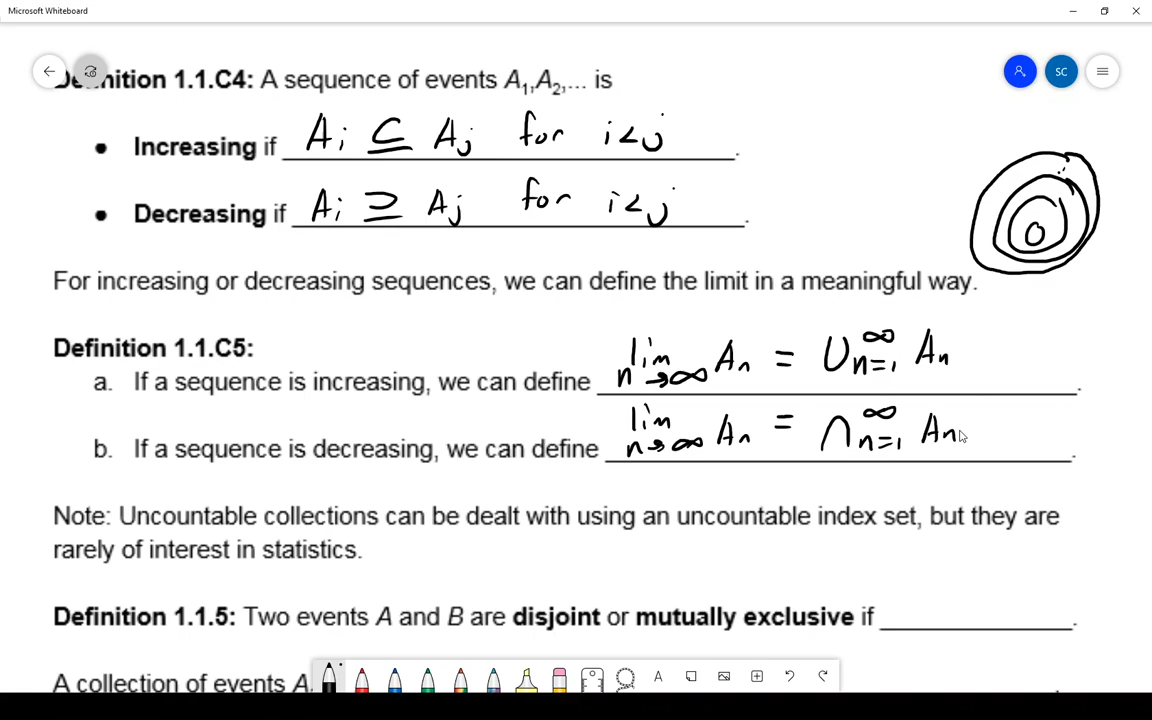 Microsoft Whiteboard
SC
nition 1.1.C4: A sequence of events A₁,A₂,... is
• Increasing if Ai ⊆ Aj for i<j.
• Decreasing if Ai ⊇ Aj for i<j.
For increasing or decreasing sequences, we can define the limit in a meaningful way.
Definition 1.1.C5:
a. If a sequence is increasing, we can define lim n→∞ An = ∪n=1 ∞ An.
b. If a sequence is decreasing, we can define lim n→∞ An = ∩n=1 ∞ An.
Note: Uncountable collections can be dealt with using an uncountable index set, but they are
rarely of interest in statistics.
Definition 1.1.5: Two events A and B are disjoint or mutually exclusive if ____________.
A collection of events A